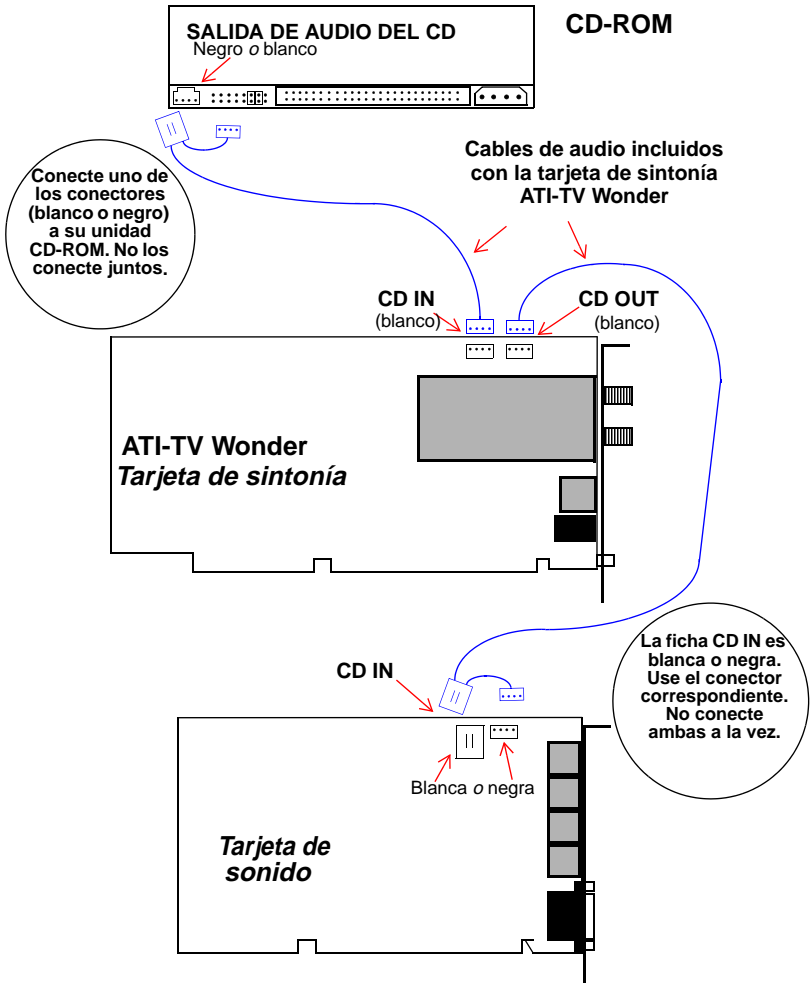 CD-ROM
SALIDA DE AUDIO DEL CD
Negro o blanco
Conecte uno de
los conectores
(blanco o negro)
a su unidad
CD-ROM. No los
conecte juntos.
Cables de audio incluidos
con la tarjeta de sintonía
ATI-TV Wonder
CD IN
(blanco)
CD OUT
(blanco)
ATI-TV Wonder
Tarjeta de sintonía
La ficha CD IN es
blanca o negra.
Use el conector
correspondiente.
No conecte
ambas a la vez.
CD IN
Blanca o negra
Tarjeta de
sonido